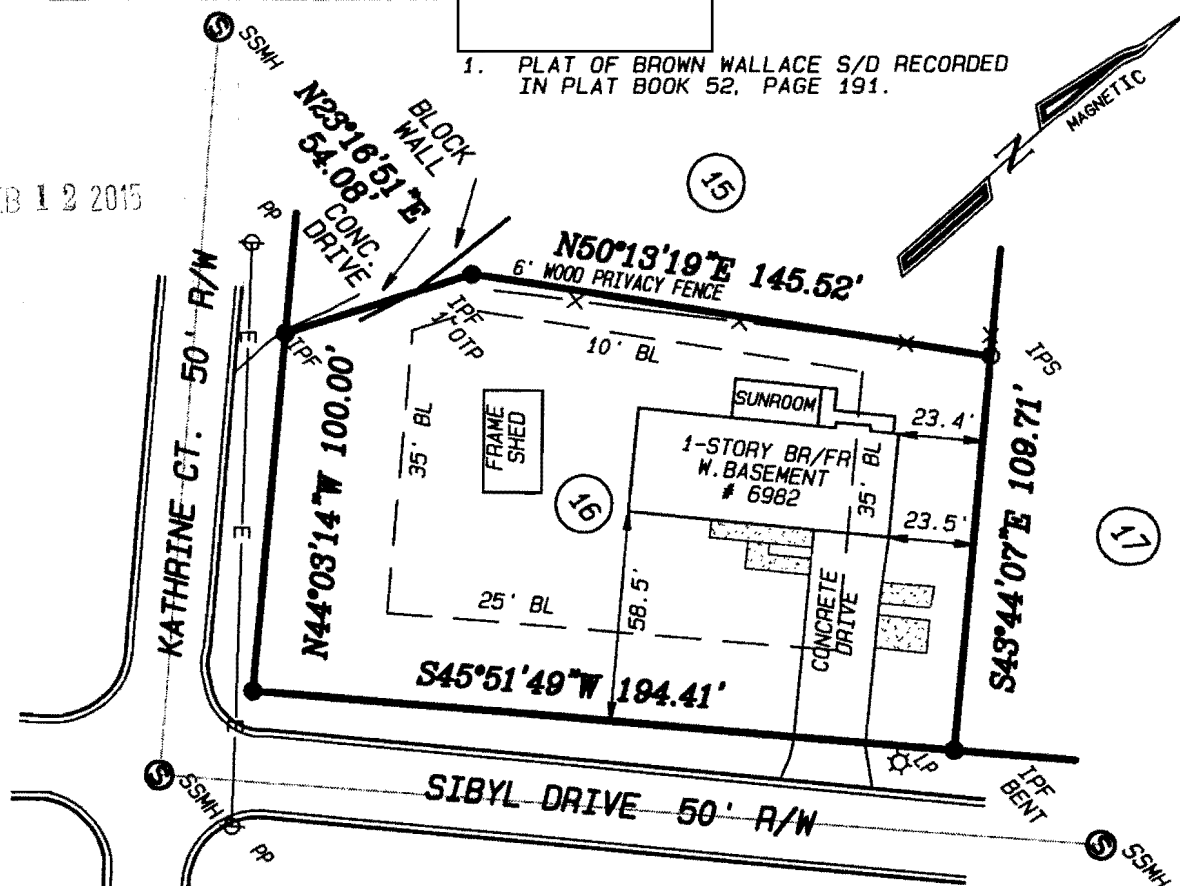 1. PLAT OF BROWN WALLACE S/D RECORDED
IN PLAT BOOK 52, PAGE 191.
SSMH
MAGNETIC
N
N23°16'51"E
54.08'
BLOCK
WALL
CONC.
DRIVE
15
12 2015
PP
N50°13'19"E 145.52'
6' WOOD PRIVACY FENCE
IPF
1"OTP
IPF
10' BL
IPS
KATHRINE CT. 50' R/W
E
E
E
N44°03'14"W 100.00'
35' BL
FRAME
SHED
SUNROOM
1-STORY BR/FR
W.BASEMENT
# 6982
35' BL
23.4'
23.5'
S43°44'07"E 109.71'
16
17
58.5'
25' BL
CONCRETE
DRIVE
S45°51'49"W 194.41'
LP
IPF
BENT
SSMH
SIBYL DRIVE 50' R/W
PP
SSMH